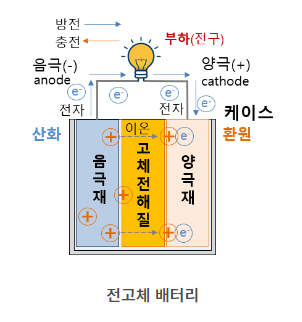 방전
충전
부하(전구)
음극(-)
anode
양극(+)
cathode
e-
e-
e-
e-
전자
전자
케이스
산화
환원
이온
음극재
고체전해질
양극재
+
+
+
+
+
e-
+
e-
전고체 배터리